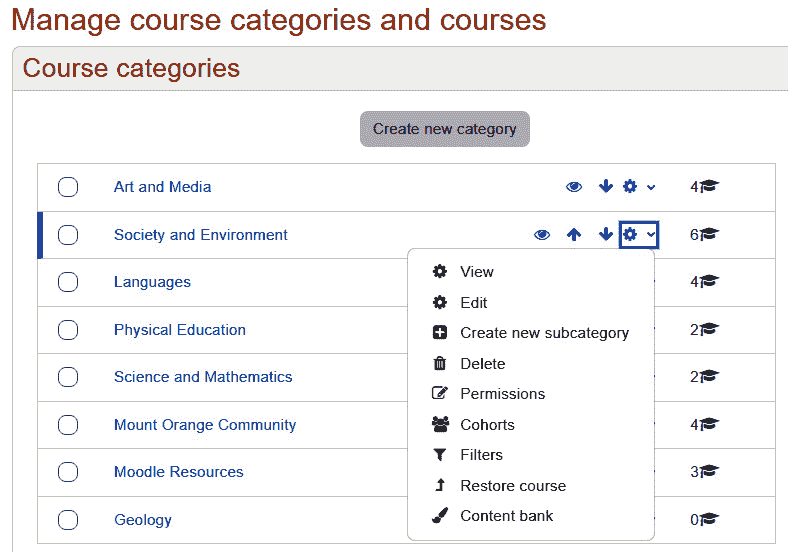 Manage course categories and courses
Course categories
Create new category
Art and Media 4
Society and Environment 6
View
Languages 4
Edit
Physical Education 2
Create new subcategory
Delete
Science and Mathematics 2
Permissions
Mount Orange Community 4
Cohorts
Filters
Moodle Resources 3
Restore course
Geology 0
Content bank